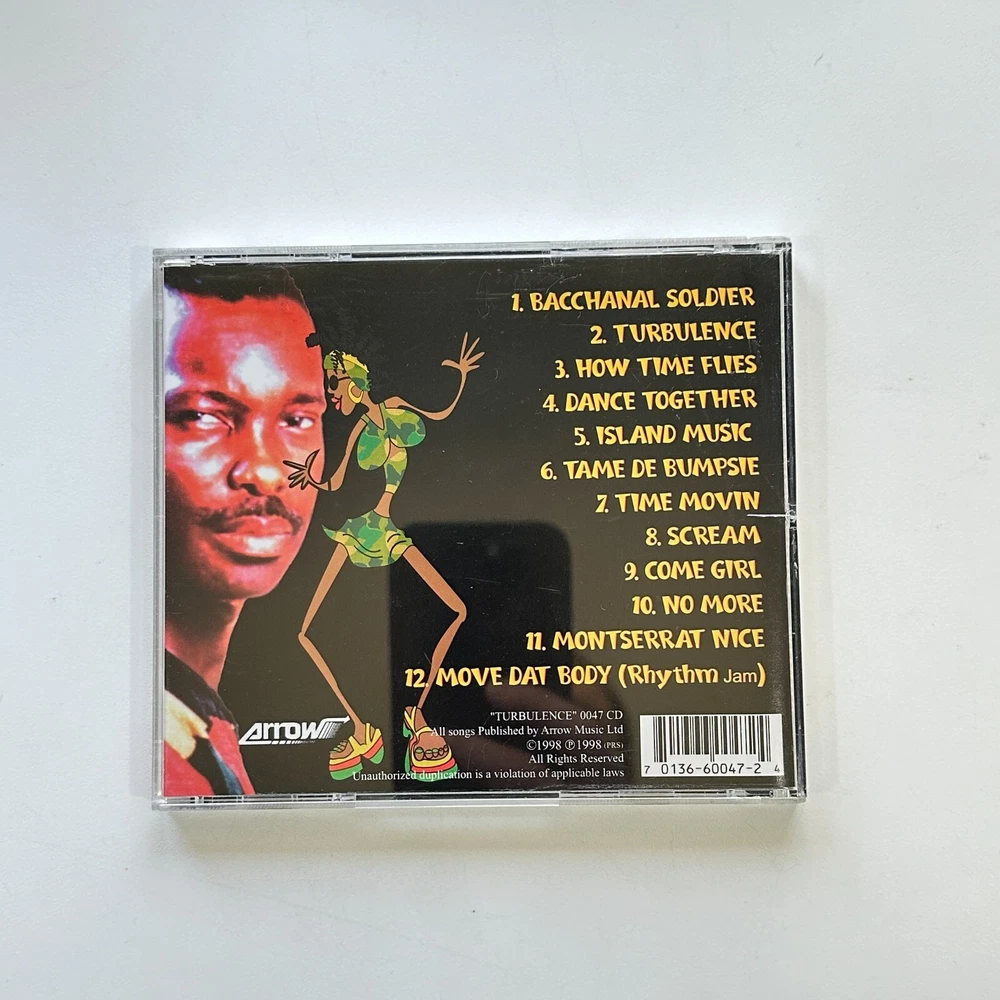 1. BACCHANAL SOLDIER
2. TURBULENCE
3. HOW TIME FLIES
4. DANCE TOGETHER
5. ISLAND MUSIC
6. TAME DE BUMPSIE
7. TIME MOVIN
8. SCREAM
9. COME GIRL
10. NO MORE
11. MONTSERRAT NICE
12. MOVE DAT BODY (Rhythm Jam)
ARROW
"TURBULENCE" 0047 CD
All songs Published by Arrow Music Ltd
©1998 ℗1998 (PRS)
All Rights Reserved
Unauthorized duplication is a violation of applicable laws
7 0136-60047-2 4